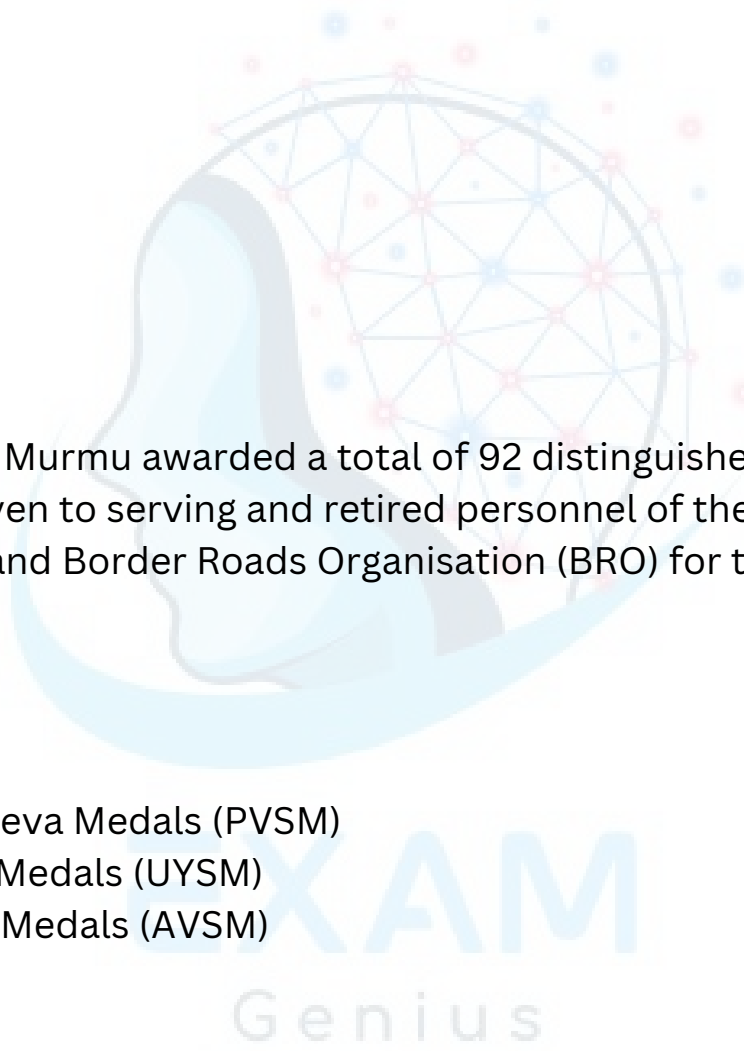 Murmu awarded a total of 92 distinguishe
ven to serving and retired personnel of the
and Border Roads Organisation (BRO) for t
eva Medals (PVSM)
Medals (UYSM)
Medals (AVSM)
EXAM
Genius